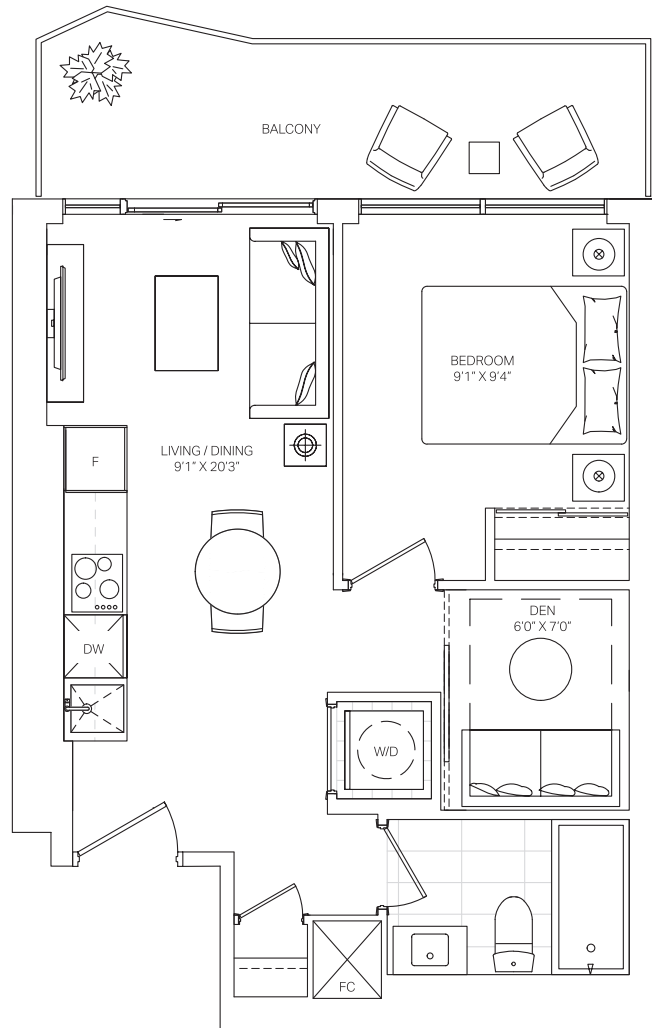 BALCONY
BEDROOM
9'1" X 9'4"
LIVING / DINING
9'1" X 20'3"
F
DW
DEN
6'0" X 7'0"
W/D
FC